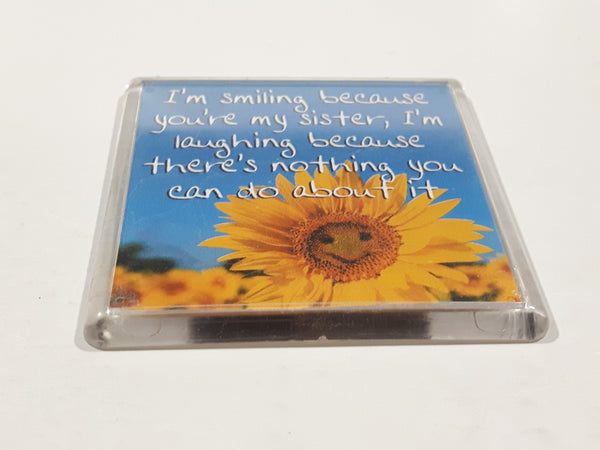 I'm smiling because
you're my sister, I'm
laughing because
there's nothing you
can do about it